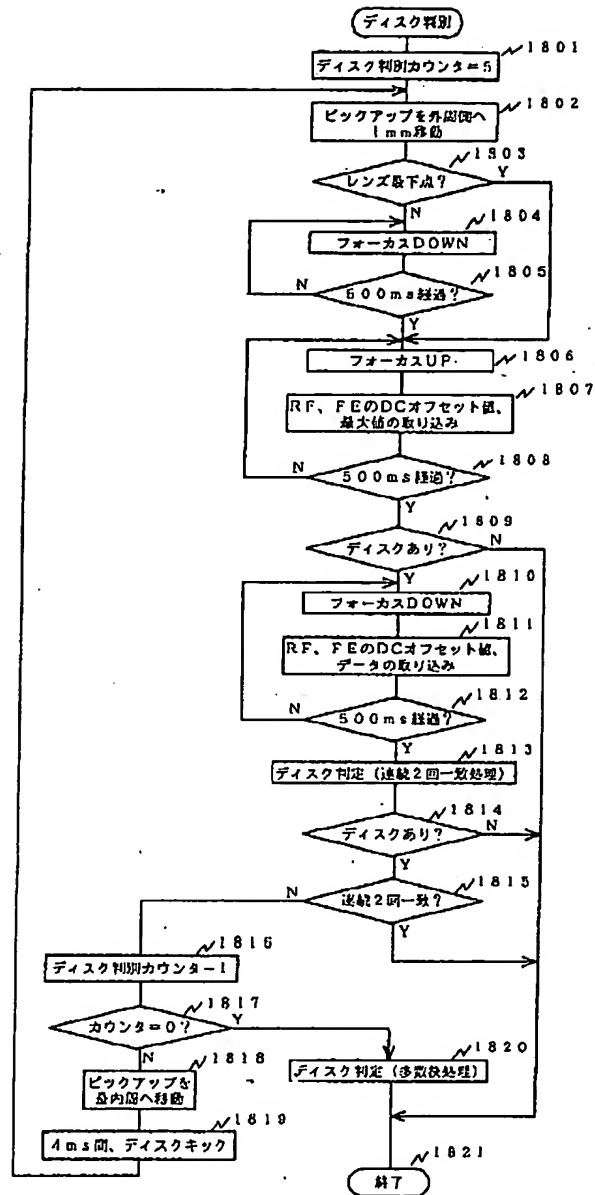 ディスク判別
1801
ディスク判別カウンター=5
1802
ピックアップを外周側へ
1mm移動
1803
レンズ最下点?
Y
N
1804
フォーカスDOWN
1805
600ms経過?
N
Y
フォーカスUP
1806
1807
RF、FEのDCオフセット値、
最大値の取り込み
1808
500ms経過?
N
Y
1809
ディスクあり?
N
Y
1810
フォーカスDOWN
1811
RF、FEのDCオフセット値、
データの取り込み
1812
500ms経過?
N
Y
1813
ディスク判定(連続2回一致処理)
1814
ディスクあり?
N
Y
1815
連続2回一致?
N
Y
1816
ディスク判別カウンター-1
1817
カウンタ=0?
Y
N
1818
ピックアップを
最内周へ移動
1819
4ms間、ディスクキック
1820
ディスク判定(多数決処理)
1821
終了